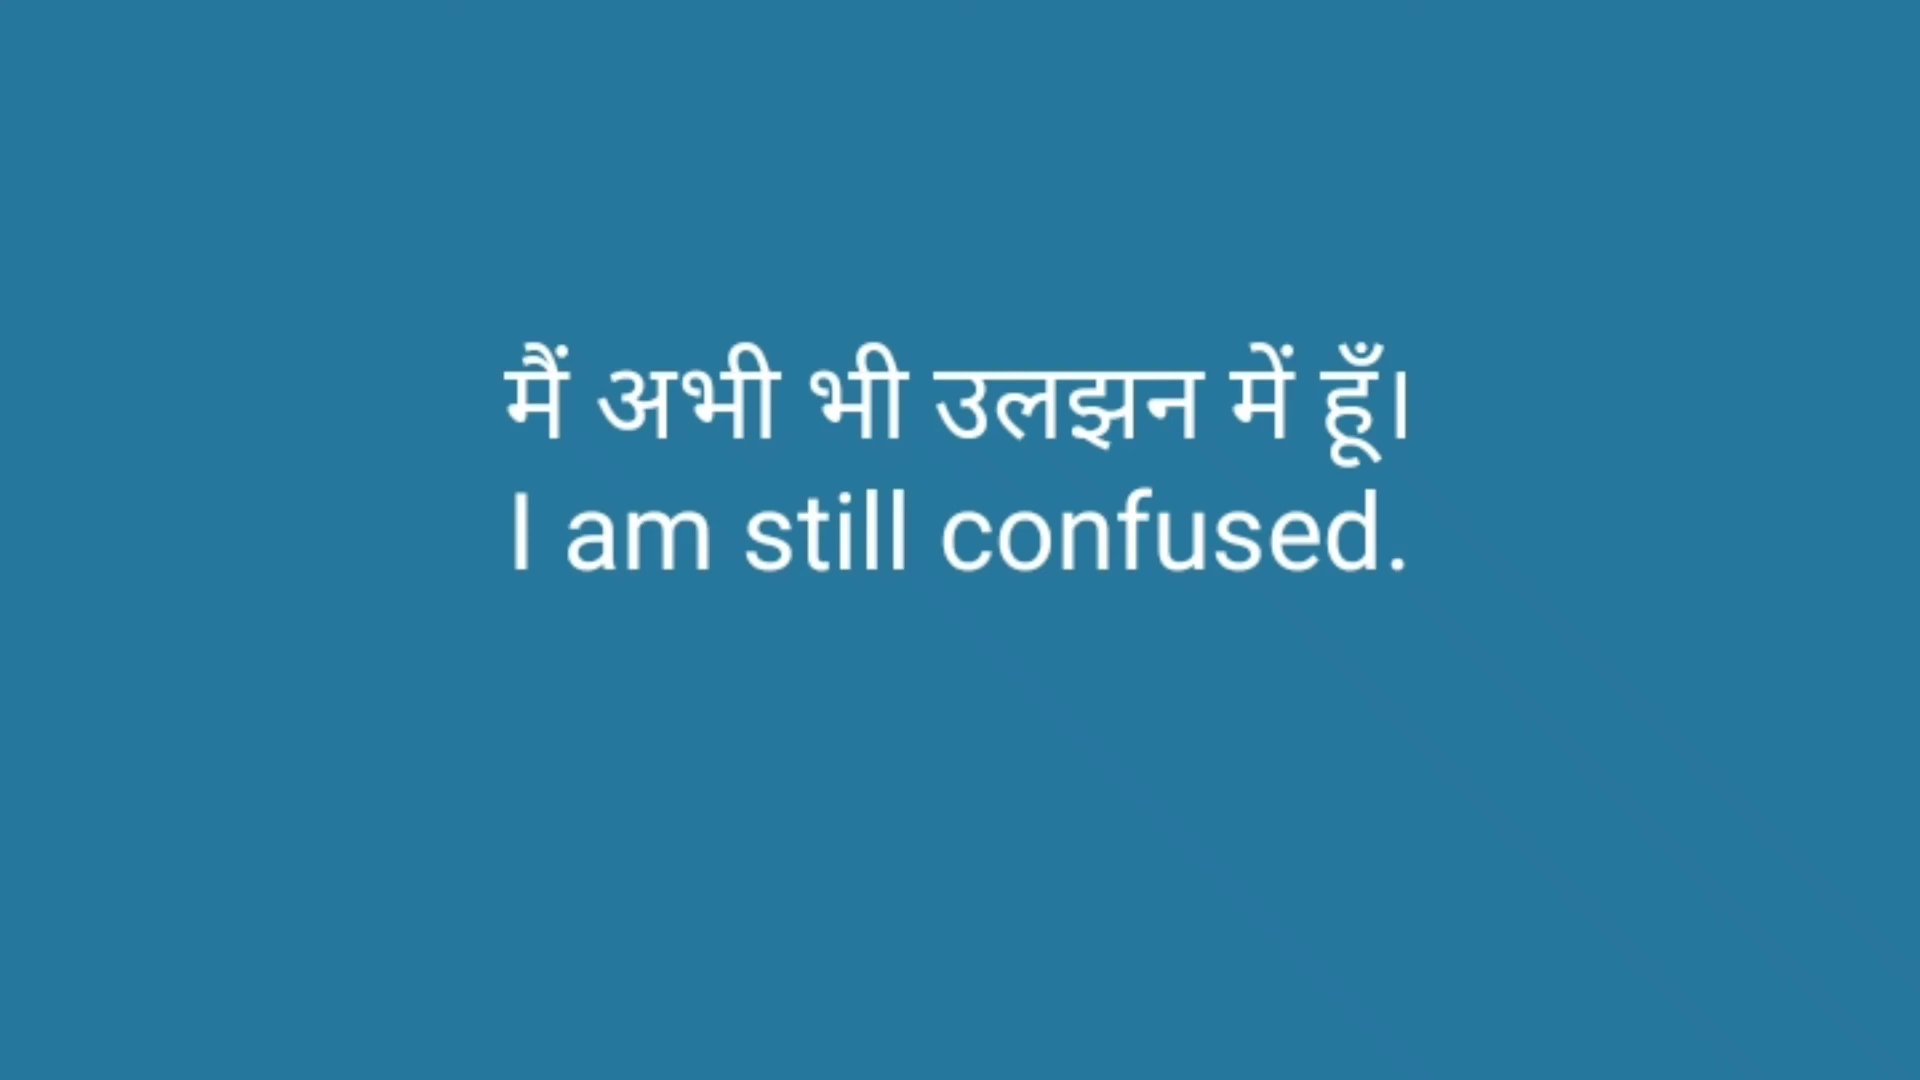 मैं अभी भी उलझन में हूँ।
I am still confused.